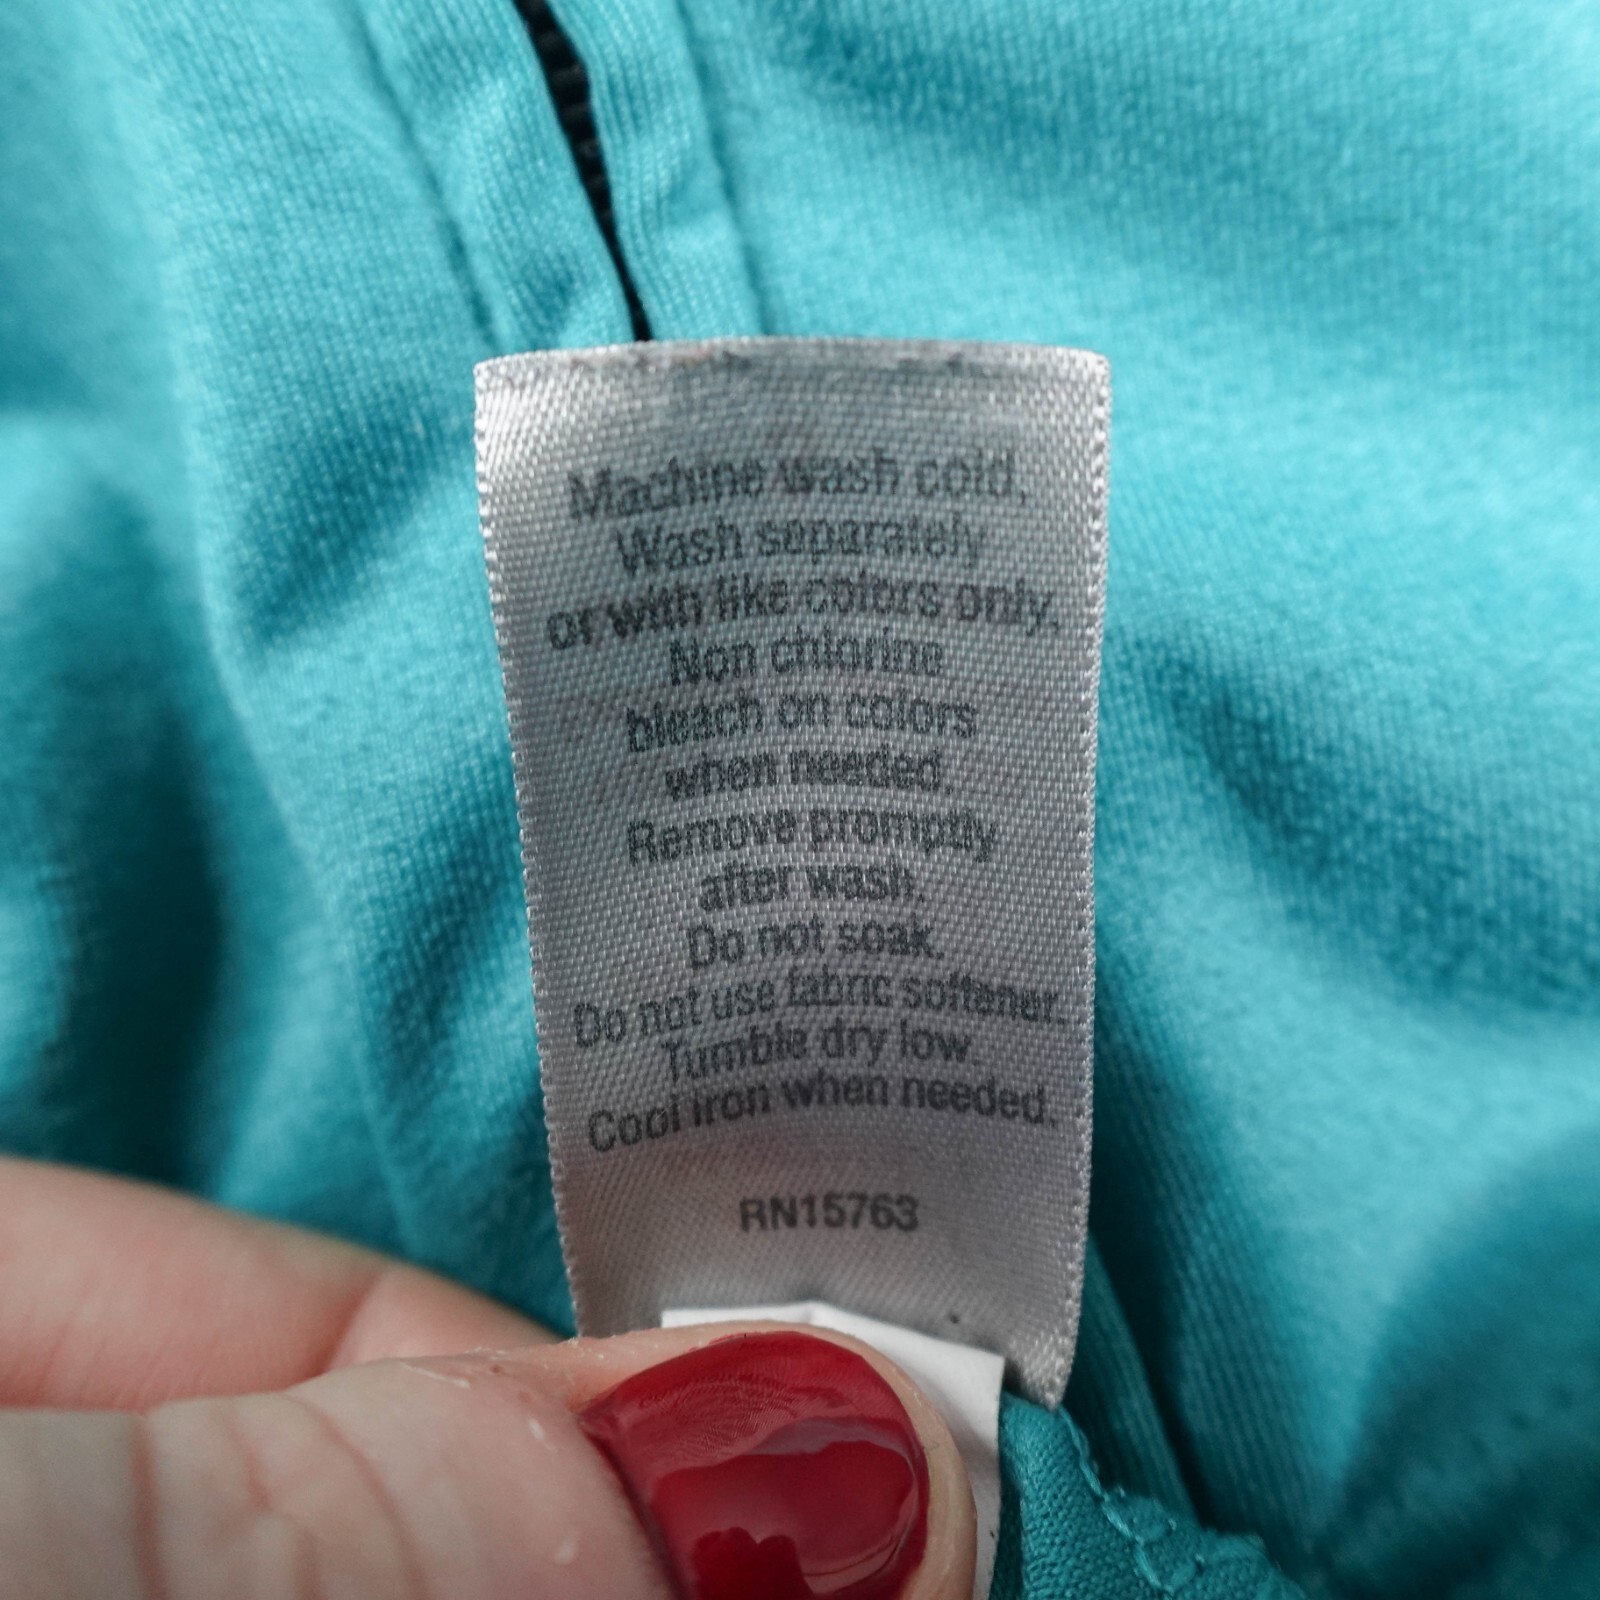 Machine wash cold.
Wash separately
or with like colors only.
Non chlorine
bleach on colors
when needed.
Remove promptly
after wash.
Do not soak.
Do not use fabric softener.
Tumble dry low.
Cool iron when needed.
RN15763